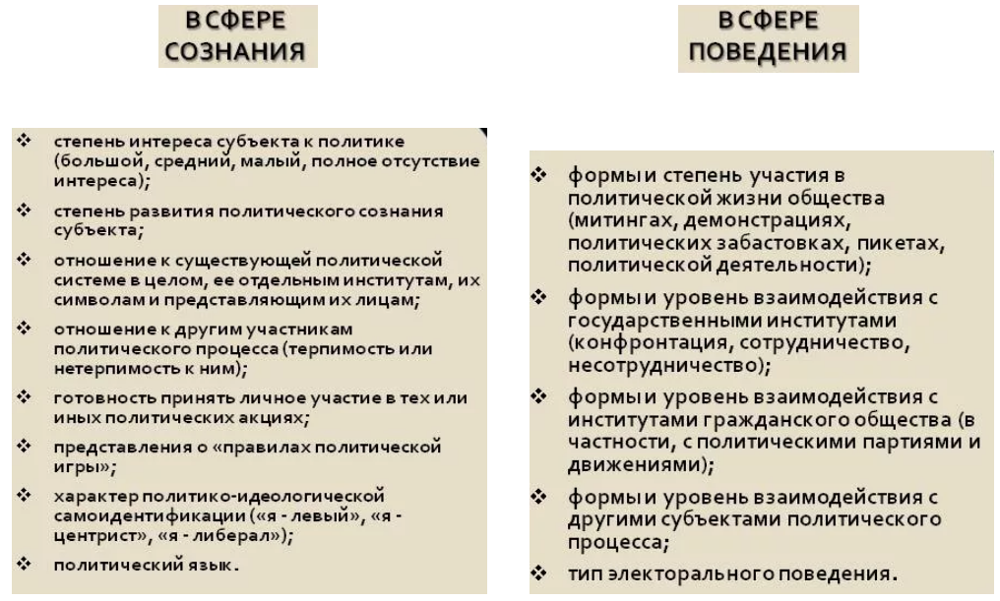 В СФЕРЕ
СОЗНАНИЯ
❖ степень интереса субъекта к политике
(большой, средний, малый, полное отсутствие
интереса);
❖ степень развития политического сознания
субъекта;
❖ отношение к существующей политической
системе в целом, ее отдельным институтам, их
символам и представляющим их лицам;
❖ отношение к другим участникам
политического процесса (терпимость или
нетерпимость к ним);
❖ готовность принять личное участие в тех или
иных политических акциях;
❖ представления о «правилах политической
игры»;
❖ характер политико-идеологической
самоидентификации («я - левый», «я -
центрист», «я - либерал»);
❖ политический язык.
В СФЕРЕ
ПОВЕДЕНИЯ
❖ формы и степень участия в
политической жизни общества
(митингах, демонстрациях,
политических забастовках, пикетах,
политической деятельности);
❖ формы и уровень взаимодействия с
государственными институтами
(конфронтация, сотрудничество,
несотрудничество);
❖ формы и уровень взаимодействия с
институтами гражданского общества (в
частности, с политическими партиями и
движениями);
❖ формы и уровень взаимодействия с
другими субъектами политического
процесса;
❖ тип электорального поведения.